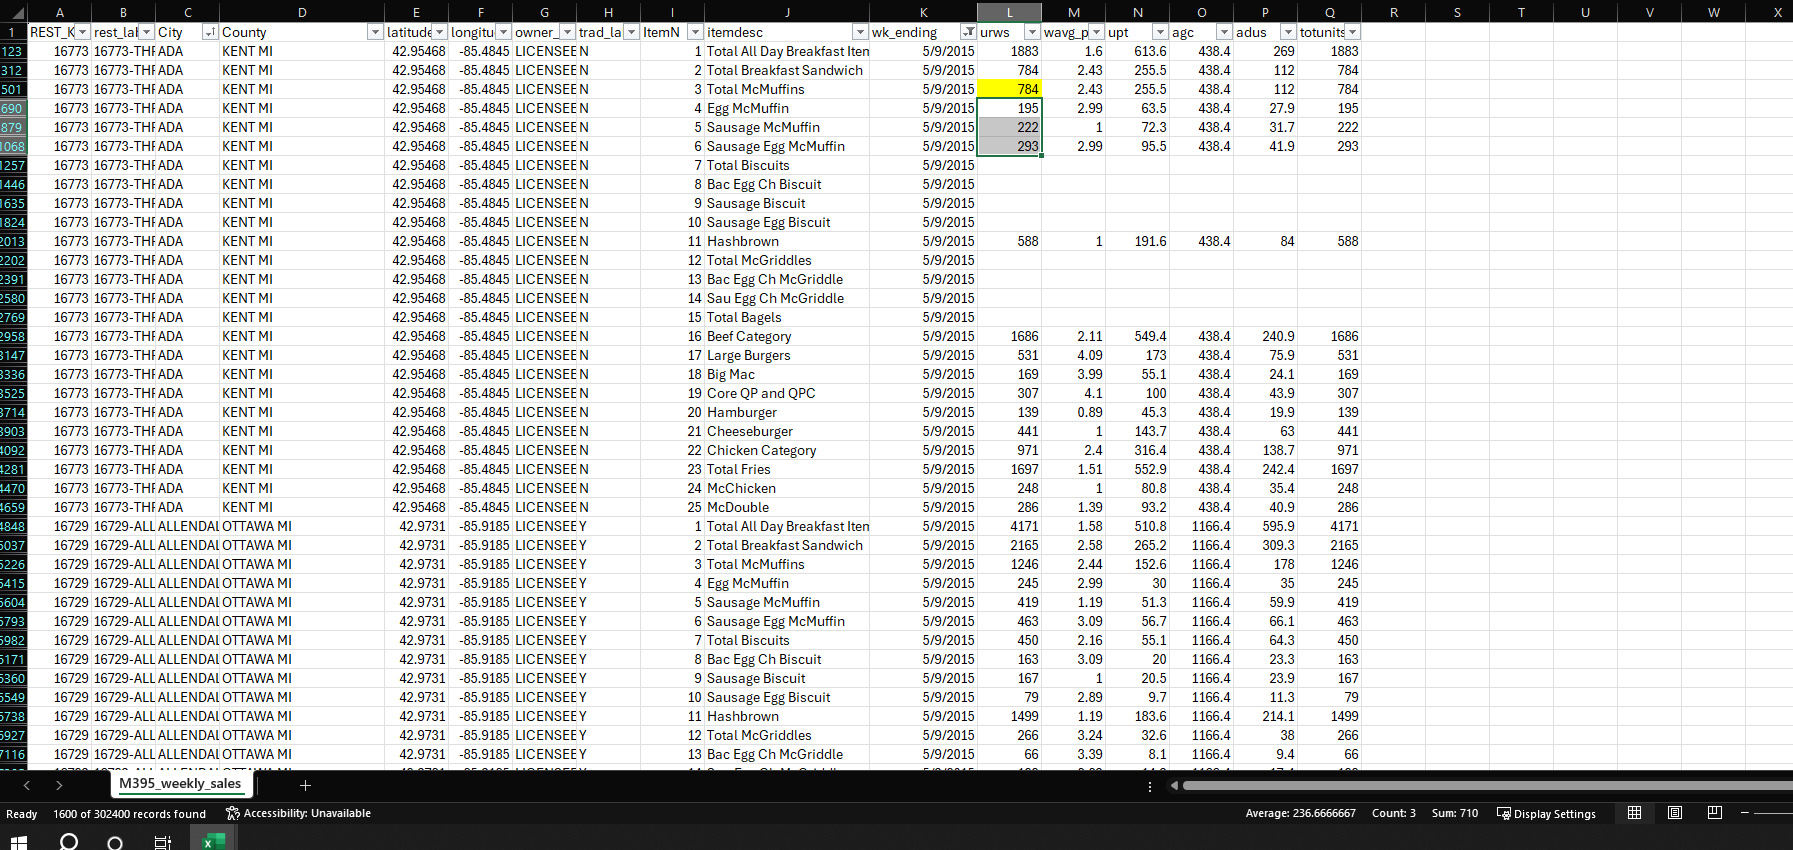 A B C D E F G H I J K L M N O P Q R S T U V W X
1 REST_K rest_lal City County latitude longitu owner_ trad_la ItemN itemdesc wk_ending urws wavg_p upt agc adus totunits
123 16773 16773-THF ADA KENT MI 42.95468 -85.4845 LICENSEE N 1 Total All Day Breakfast Iten 5/9/2015 1883 1.6 613.6 438.4 269 1883
312 16773 16773-THF ADA KENT MI 42.95468 -85.4845 LICENSEE N 2 Total Breakfast Sandwich 5/9/2015 784 2.43 255.5 438.4 112 784
501 16773 16773-THF ADA KENT MI 42.95468 -85.4845 LICENSEE N 3 Total McMuffins 5/9/2015 784 2.43 255.5 438.4 112 784
690 16773 16773-THF ADA KENT MI 42.95468 -85.4845 LICENSEE N 4 Egg McMuffin 5/9/2015 195 2.99 63.5 438.4 27.9 195
879 16773 16773-THF ADA KENT MI 42.95468 -85.4845 LICENSEE N 5 Sausage McMuffin 5/9/2015 222 1 72.3 438.4 31.7 222
1068 16773 16773-THF ADA KENT MI 42.95468 -85.4845 LICENSEE N 6 Sausage Egg McMuffin 5/9/2015 293 2.99 95.5 438.4 41.9 293
1257 16773 16773-THF ADA KENT MI 42.95468 -85.4845 LICENSEE N 7 Total Biscuits 5/9/2015
1446 16773 16773-THF ADA KENT MI 42.95468 -85.4845 LICENSEE N 8 Bac Egg Ch Biscuit 5/9/2015
1635 16773 16773-THF ADA KENT MI 42.95468 -85.4845 LICENSEE N 9 Sausage Biscuit 5/9/2015
1824 16773 16773-THF ADA KENT MI 42.95468 -85.4845 LICENSEE N 10 Sausage Egg Biscuit 5/9/2015
2013 16773 16773-THF ADA KENT MI 42.95468 -85.4845 LICENSEE N 11 Hashbrown 5/9/2015 588 1 191.6 438.4 84 588
2202 16773 16773-THF ADA KENT MI 42.95468 -85.4845 LICENSEE N 12 Total McGriddles 5/9/2015
2391 16773 16773-THF ADA KENT MI 42.95468 -85.4845 LICENSEE N 13 Bac Egg Ch McGriddle 5/9/2015
2580 16773 16773-THF ADA KENT MI 42.95468 -85.4845 LICENSEE N 14 Sau Egg Ch McGriddle 5/9/2015
2769 16773 16773-THF ADA KENT MI 42.95468 -85.4845 LICENSEE N 15 Total Bagels 5/9/2015
2958 16773 16773-THF ADA KENT MI 42.95468 -85.4845 LICENSEE N 16 Beef Category 5/9/2015 1686 2.11 549.4 438.4 240.9 1686
3147 16773 16773-THF ADA KENT MI 42.95468 -85.4845 LICENSEE N 17 Large Burgers 5/9/2015 531 4.09 173 438.4 75.9 531
3336 16773 16773-THF ADA KENT MI 42.95468 -85.4845 LICENSEE N 18 Big Mac 5/9/2015 169 3.99 55.1 438.4 24.1 169
3525 16773 16773-THF ADA KENT MI 42.95468 -85.4845 LICENSEE N 19 Core QP and QPC 5/9/2015 307 4.1 100 438.4 43.9 307
3714 16773 16773-THF ADA KENT MI 42.95468 -85.4845 LICENSEE N 20 Hamburger 5/9/2015 139 0.89 45.3 438.4 19.9 139
3903 16773 16773-THF ADA KENT MI 42.95468 -85.4845 LICENSEE N 21 Cheeseburger 5/9/2015 441 1 143.7 438.4 63 441
4092 16773 16773-THF ADA KENT MI 42.95468 -85.4845 LICENSEE N 22 Chicken Category 5/9/2015 971 2.4 316.4 438.4 138.7 971
4281 16773 16773-THF ADA KENT MI 42.95468 -85.4845 LICENSEE N 23 Total Fries 5/9/2015 1697 1.51 552.9 438.4 242.4 1697
4470 16773 16773-THF ADA KENT MI 42.95468 -85.4845 LICENSEE N 24 McChicken 5/9/2015 248 1 80.8 438.4 35.4 248
4659 16773 16773-THF ADA KENT MI 42.95468 -85.4845 LICENSEE N 25 McDouble 5/9/2015 286 1.39 93.2 438.4 40.9 286
4848 16729 16729-ALL ALLENDAL OTTAWA MI 42.9731 -85.9185 LICENSEE Y 1 Total All Day Breakfast Iten 5/9/2015 4171 1.58 510.8 1166.4 595.9 4171
5037 16729 16729-ALL ALLENDAL OTTAWA MI 42.9731 -85.9185 LICENSEE Y 2 Total Breakfast Sandwich 5/9/2015 2165 2.58 265.2 1166.4 309.3 2165
5226 16729 16729-ALL ALLENDAL OTTAWA MI 42.9731 -85.9185 LICENSEE Y 3 Total McMuffins 5/9/2015 1246 2.44 152.6 1166.4 178 1246
5415 16729 16729-ALL ALLENDAL OTTAWA MI 42.9731 -85.9185 LICENSEE Y 4 Egg McMuffin 5/9/2015 245 2.99 30 1166.4 35 245
5604 16729 16729-ALL ALLENDAL OTTAWA MI 42.9731 -85.9185 LICENSEE Y 5 Sausage McMuffin 5/9/2015 419 1.19 51.3 1166.4 59.9 419
5793 16729 16729-ALL ALLENDAL OTTAWA MI 42.9731 -85.9185 LICENSEE Y 6 Sausage Egg McMuffin 5/9/2015 463 3.09 56.7 1166.4 66.1 463
5982 16729 16729-ALL ALLENDAL OTTAWA MI 42.9731 -85.9185 LICENSEE Y 7 Total Biscuits 5/9/2015 450 2.16 55.1 1166.4 64.3 450
6171 16729 16729-ALL ALLENDAL OTTAWA MI 42.9731 -85.9185 LICENSEE Y 8 Bac Egg Ch Biscuit 5/9/2015 163 3.09 20 1166.4 23.3 163
6360 16729 16729-ALL ALLENDAL OTTAWA MI 42.9731 -85.9185 LICENSEE Y 9 Sausage Biscuit 5/9/2015 167 1 20.5 1166.4 23.9 167
6549 16729 16729-ALL ALLENDAL OTTAWA MI 42.9731 -85.9185 LICENSEE Y 10 Sausage Egg Biscuit 5/9/2015 79 2.89 9.7 1166.4 11.3 79
6738 16729 16729-ALL ALLENDAL OTTAWA MI 42.9731 -85.9185 LICENSEE Y 11 Hashbrown 5/9/2015 1499 1.19 183.6 1166.4 214.1 1499
6927 16729 16729-ALL ALLENDAL OTTAWA MI 42.9731 -85.9185 LICENSEE Y 12 Total McGriddles 5/9/2015 266 3.24 32.6 1166.4 38 266
7116 16729 16729-ALL ALLENDAL OTTAWA MI 42.9731 -85.9185 LICENSEE Y 13 Bac Egg Ch McGriddle 5/9/2015 66 3.39 8.1 1166.4 9.4 66
M395_weekly_sales
Ready 1600 of 302400 records found Accessibility: Unavailable Average: 236.6666667 Count: 3 Sum: 710 Display Settings